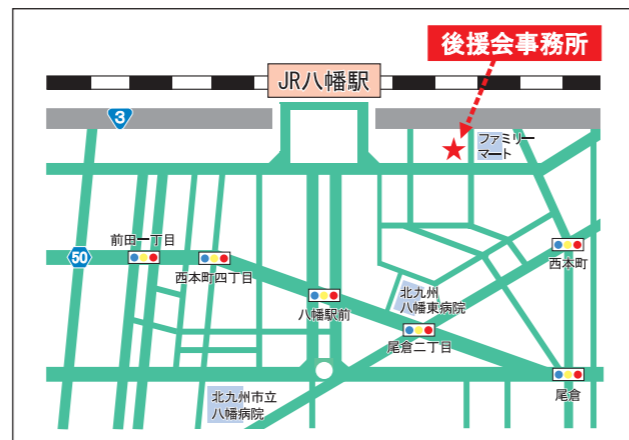 後援会事務所
JR八幡駅
3
ファミリー
マート
前田一丁目
50
西本町四丁目
西本町
北九州
八幡東病院
八幡駅前
尾倉二丁目
尾倉
北九州市立
八幡病院